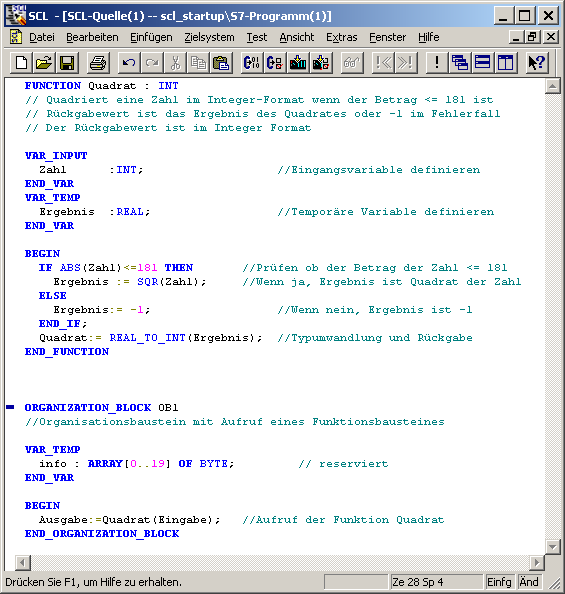 SCL - [SCL-Quelle(1) -- scl_startup\S7-Programm(1)]
Datei Bearbeiten Einfügen Zielsystem Test Ansicht Extras Fenster Hilfe
FUNCTION Quadrat : INT
// Quadriert eine Zahl im Integer-Format wenn der Betrag <= 181 ist
// Rückgabewert ist das Ergebnis des Quadrates oder -1 im Fehlerfall
// Der Rückgabewert ist im Integer Format
VAR_INPUT
Zahl :INT; //Eingangsvariable definieren
END_VAR
VAR_TEMP
Ergebnis :REAL; //Temporäre Variable definieren
END_VAR
BEGIN
IF ABS(Zahl)<=181 THEN //Prüfen ob der Betrag der Zahl <= 181
Ergebnis := SQR(Zahl); //Wenn ja, Ergebnis ist Quadrat der Zahl
ELSE
Ergebnis:= -1; //Wenn nein, Ergebnis ist -1
END_IF;
Quadrat:= REAL_TO_INT(Ergebnis); //Typumwandlung und Rückgabe
END_FUNCTION
ORGANIZATION_BLOCK OB1
//Organisationsbaustein mit Aufruf eines Funktionsbausteines
VAR_TEMP
info : ARRAY[0..19] OF BYTE; // reserviert
END_VAR
BEGIN
Ausgabe:=Quadrat(Eingabe); //Aufruf der Funktion Quadrat
END_ORGANIZATION_BLOCK
Drücken Sie F1, um Hilfe zu erhalten. Ze 28 Sp 4 Einfg Änd